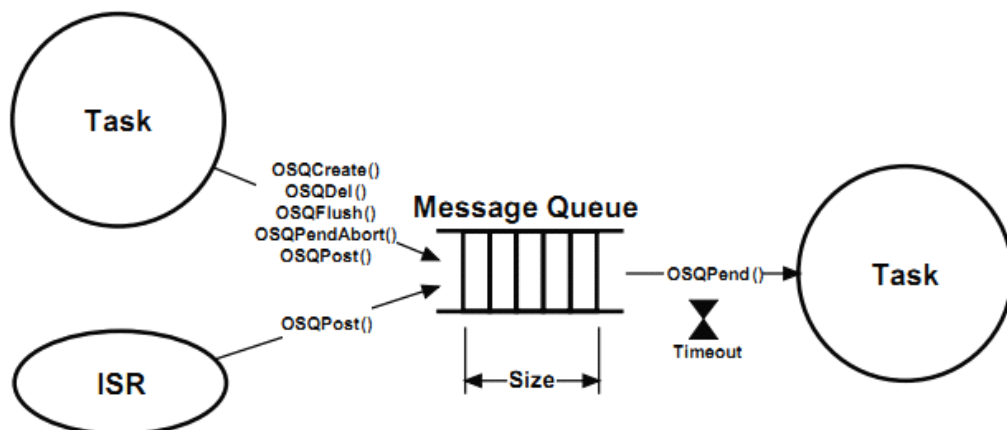 Task
OSQCreate()
OSQDel()
OSQFlush()
OSQPendAbort()
OSQPost()
Message Queue
OSQPend()
Task
Timeout
OSQPost()
ISR
Size